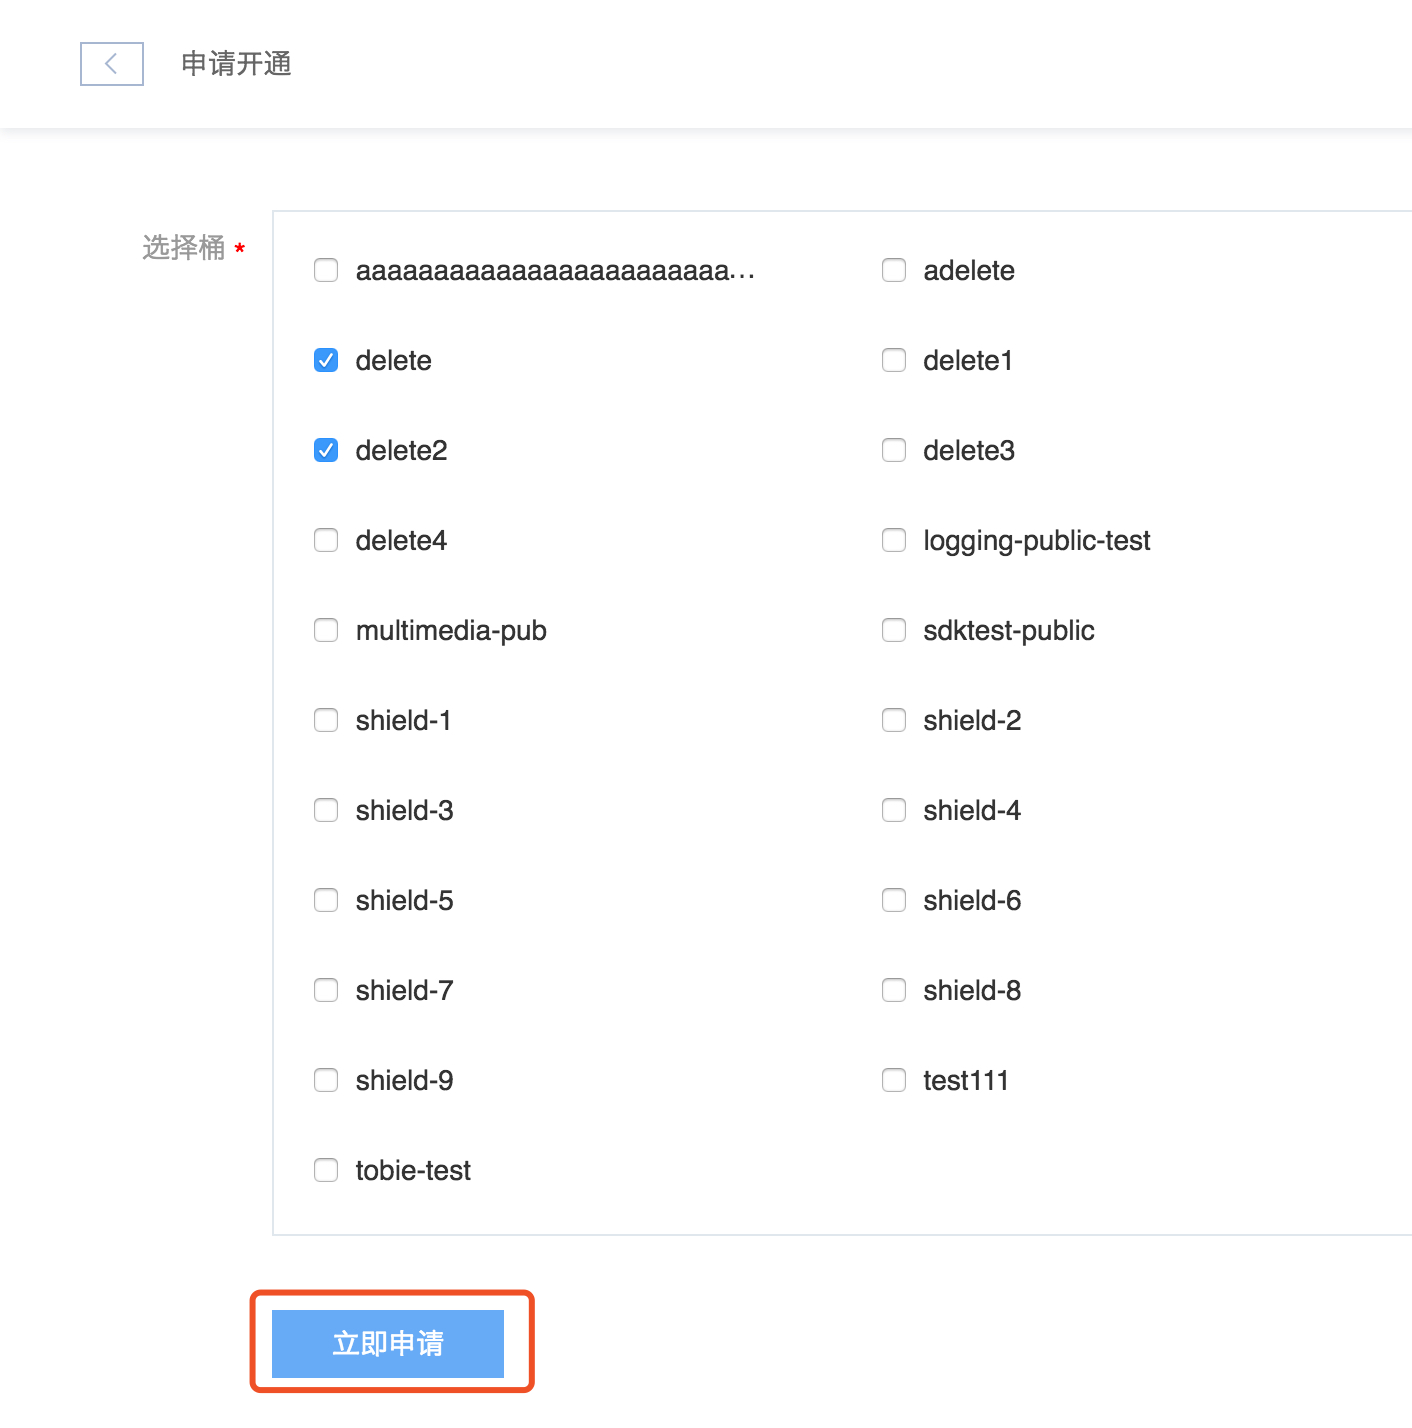 申请开通
选择桶 *
aaaaaaaaaaaaaaaaaaaaaaaa... adelete
delete delete1
delete2 delete3
delete4 logging-public-test
multimedia-pub sdktest-public
shield-1 shield-2
shield-3 shield-4
shield-5 shield-6
shield-7 shield-8
shield-9 test111
tobie-test
立即申请